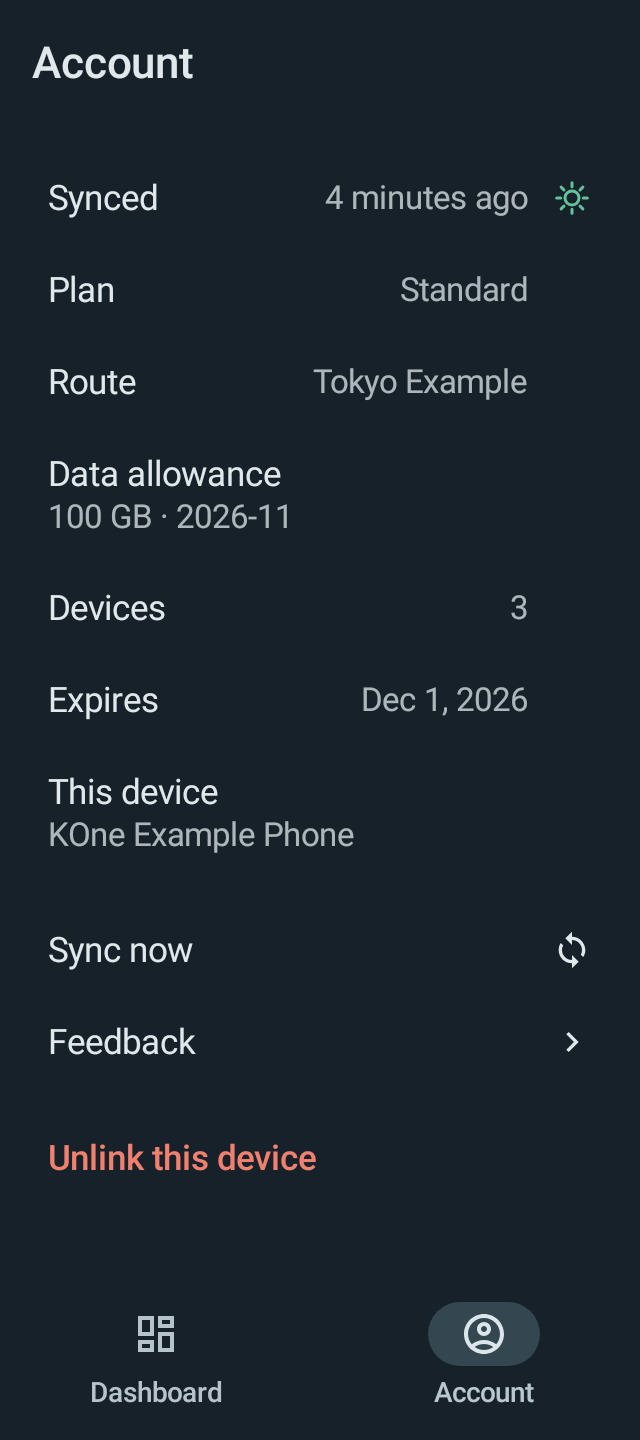 Account
Synced 4 minutes ago
Plan Standard
Route Tokyo Example
Data allowance
100 GB · 2026-11
Devices 3
Expires Dec 1, 2026
This device
KOne Example Phone
Sync now
Feedback
Unlink this device
Dashboard Account